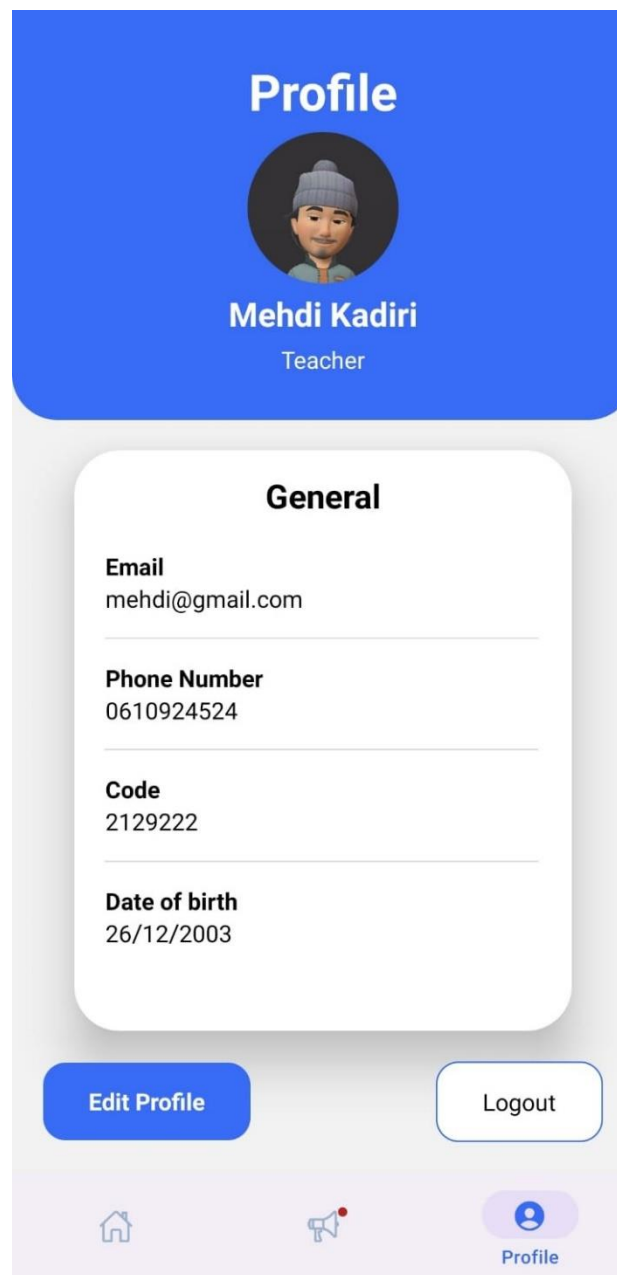 Profile
Mehdi Kadiri
Teacher
General
Email
mehdi@gmail.com
Phone Number
0610924524
Code
2129222
Date of birth
26/12/2003
Edit Profile
Logout
Profile